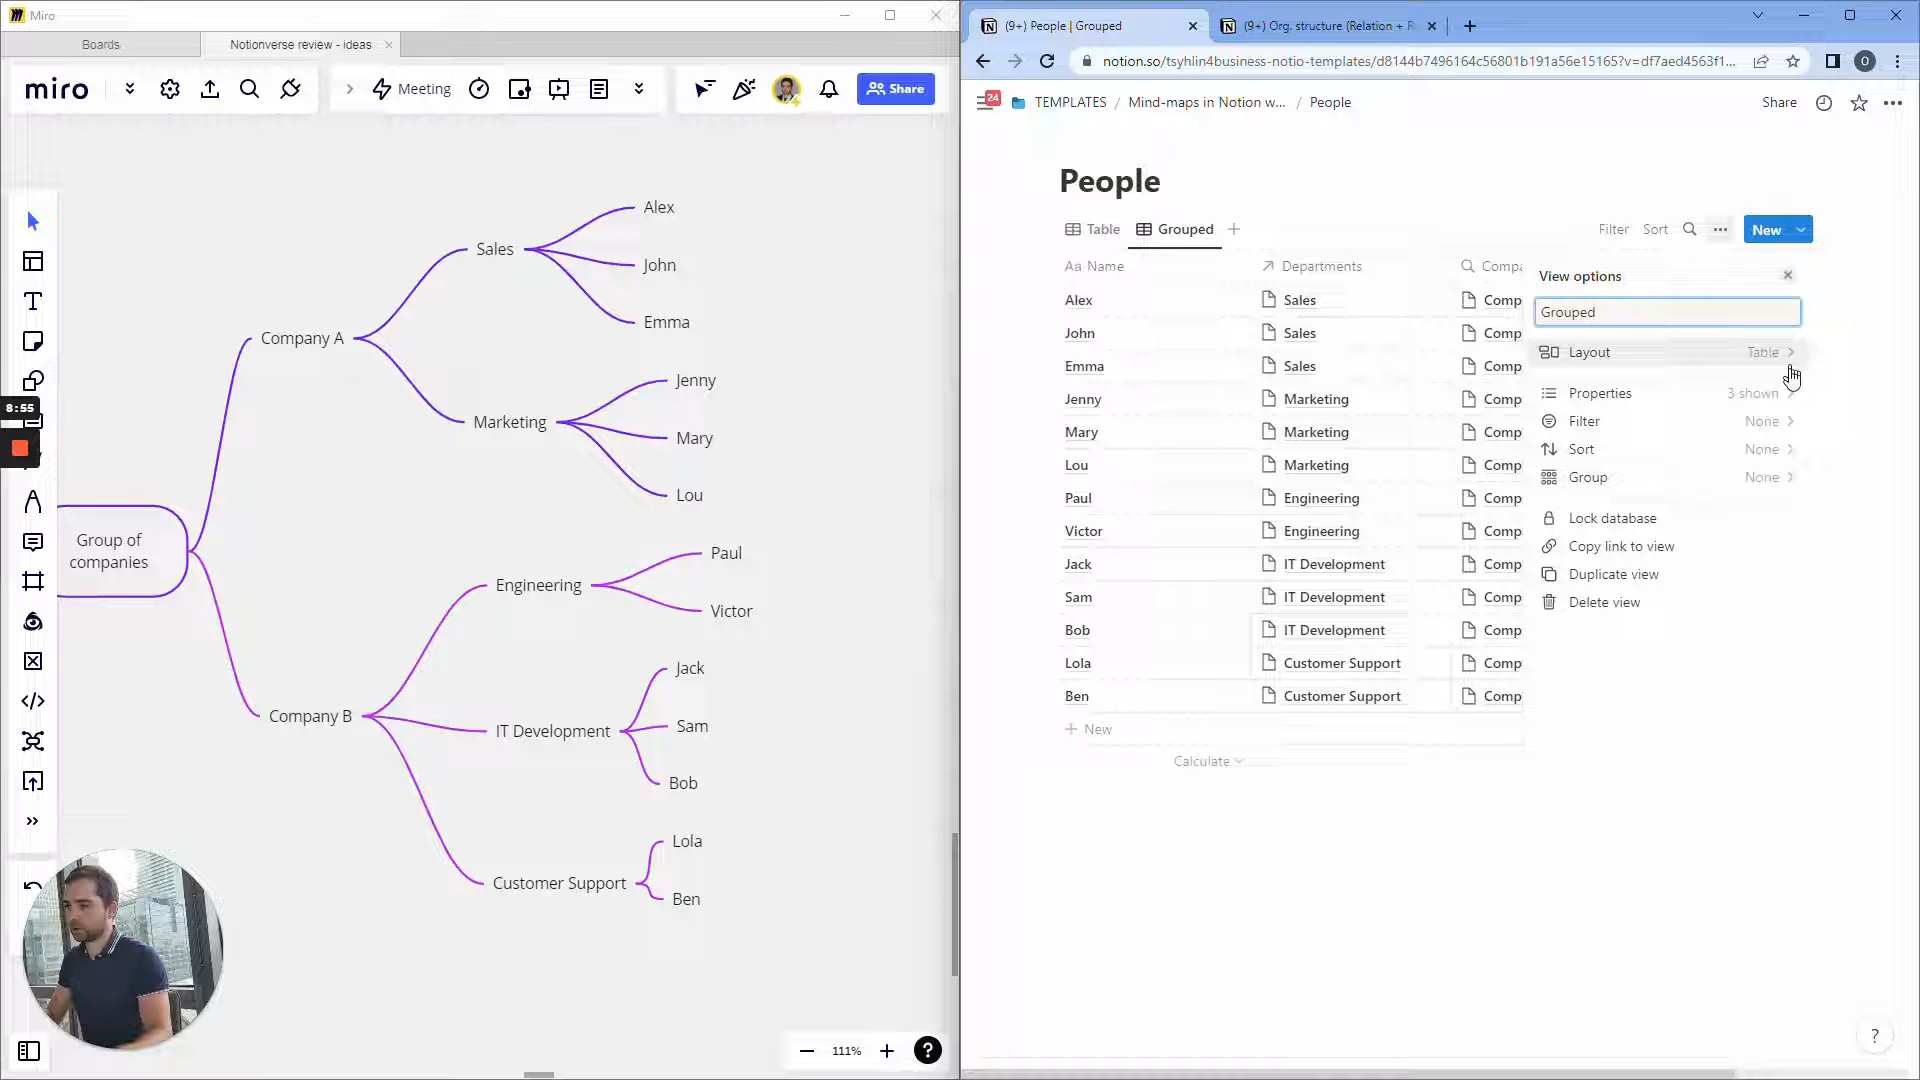 Miro
Boards
Notionverse review - ideas
miro
Meeting
Share
Alex
Sales
John
Emma
Company A
Jenny
Marketing
Mary
Lou
8:55
Group of
companies
Paul
Engineering
Victor
Jack
Company B
IT Development
Sam
Bob
Lola
Customer Support
Ben
111%
?
(9+) People | Grouped
(9+) Org. structure (Relation + R
notion.so/tsyhlin4business-notio-templates/d8144b7496164c56801b191a56e15165?v=df7aed4563f1...
O
24
TEMPLATES / Mind-maps in Notion w... / People
Share
People
Table
Grouped
Filter
Sort
New
Aa Name
Departments
Compa
Alex
Sales
Comp
John
Sales
Comp
Emma
Sales
Comp
Jenny
Marketing
Comp
Mary
Marketing
Comp
Lou
Marketing
Comp
Paul
Engineering
Comp
Victor
Engineering
Comp
Jack
IT Development
Comp
Sam
IT Development
Comp
Bob
IT Development
Comp
Lola
Customer Support
Comp
Ben
Customer Support
Comp
+ New
Calculate
View options
Grouped
Layout
Table
Properties
3 shown
Filter
None
Sort
None
Group
None
Lock database
Copy link to view
Duplicate view
Delete view
?